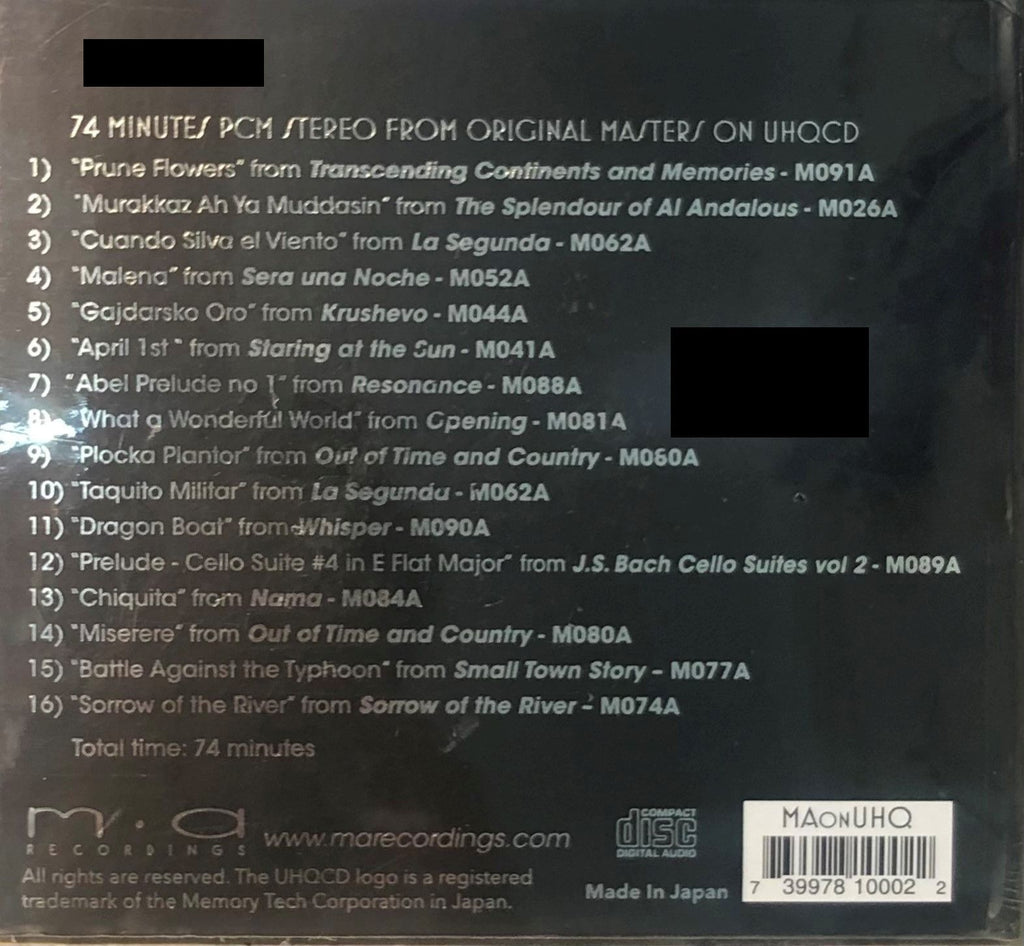 74 MINUTES PCM STEREO FROM ORIGINAL MASTERS ON UHQCD
1) "Prune Flowers" from Transcending Continents and Memories - M091A
2) "Murakkaz Ah Ya Muddasin" from The Splendour of Al Andalous - M026A
3) "Cuando Silva el Viento" from La Segunda - M062A
4) "Malena" from Sera una Noche - M052A
5) "Gajdarsko Oro" from Krushevo - M044A
6) "April 1st " from Staring at the Sun - M041A
7) "Abel Prelude no 1" from Resonance - M088A
8) "What a Wonderful World" from Opening - M081A
9) "Plocka Plantor" from Out of Time and Country - M060A
10) "Taquito Militar" from La Segunda - M062A
11) "Dragon Boat" from Whisper - M090A
12) "Prelude - Cello Suite #4 in E Flat Major" from J.S. Bach Cello Suites vol 2 - M089A
13) "Chiquita" from Nama - M084A
14) "Miserere" from Out of Time and Country - M080A
15) "Battle Against the Typhoon" from Small Town Story – M077A
16) "Sorrow of the River" from Sorrow of the River – M074A
Total time: 74 minutes
m·a
RECORDINGS
www.marecordings.com
All rights are reserved. The UHQCD logo is a registered
trademark of the Memory Tech Corporation in Japan.
COMPACT
disc
DIGITAL AUDIO
Made In Japan
MAonUHQ
7 39978 10002 2